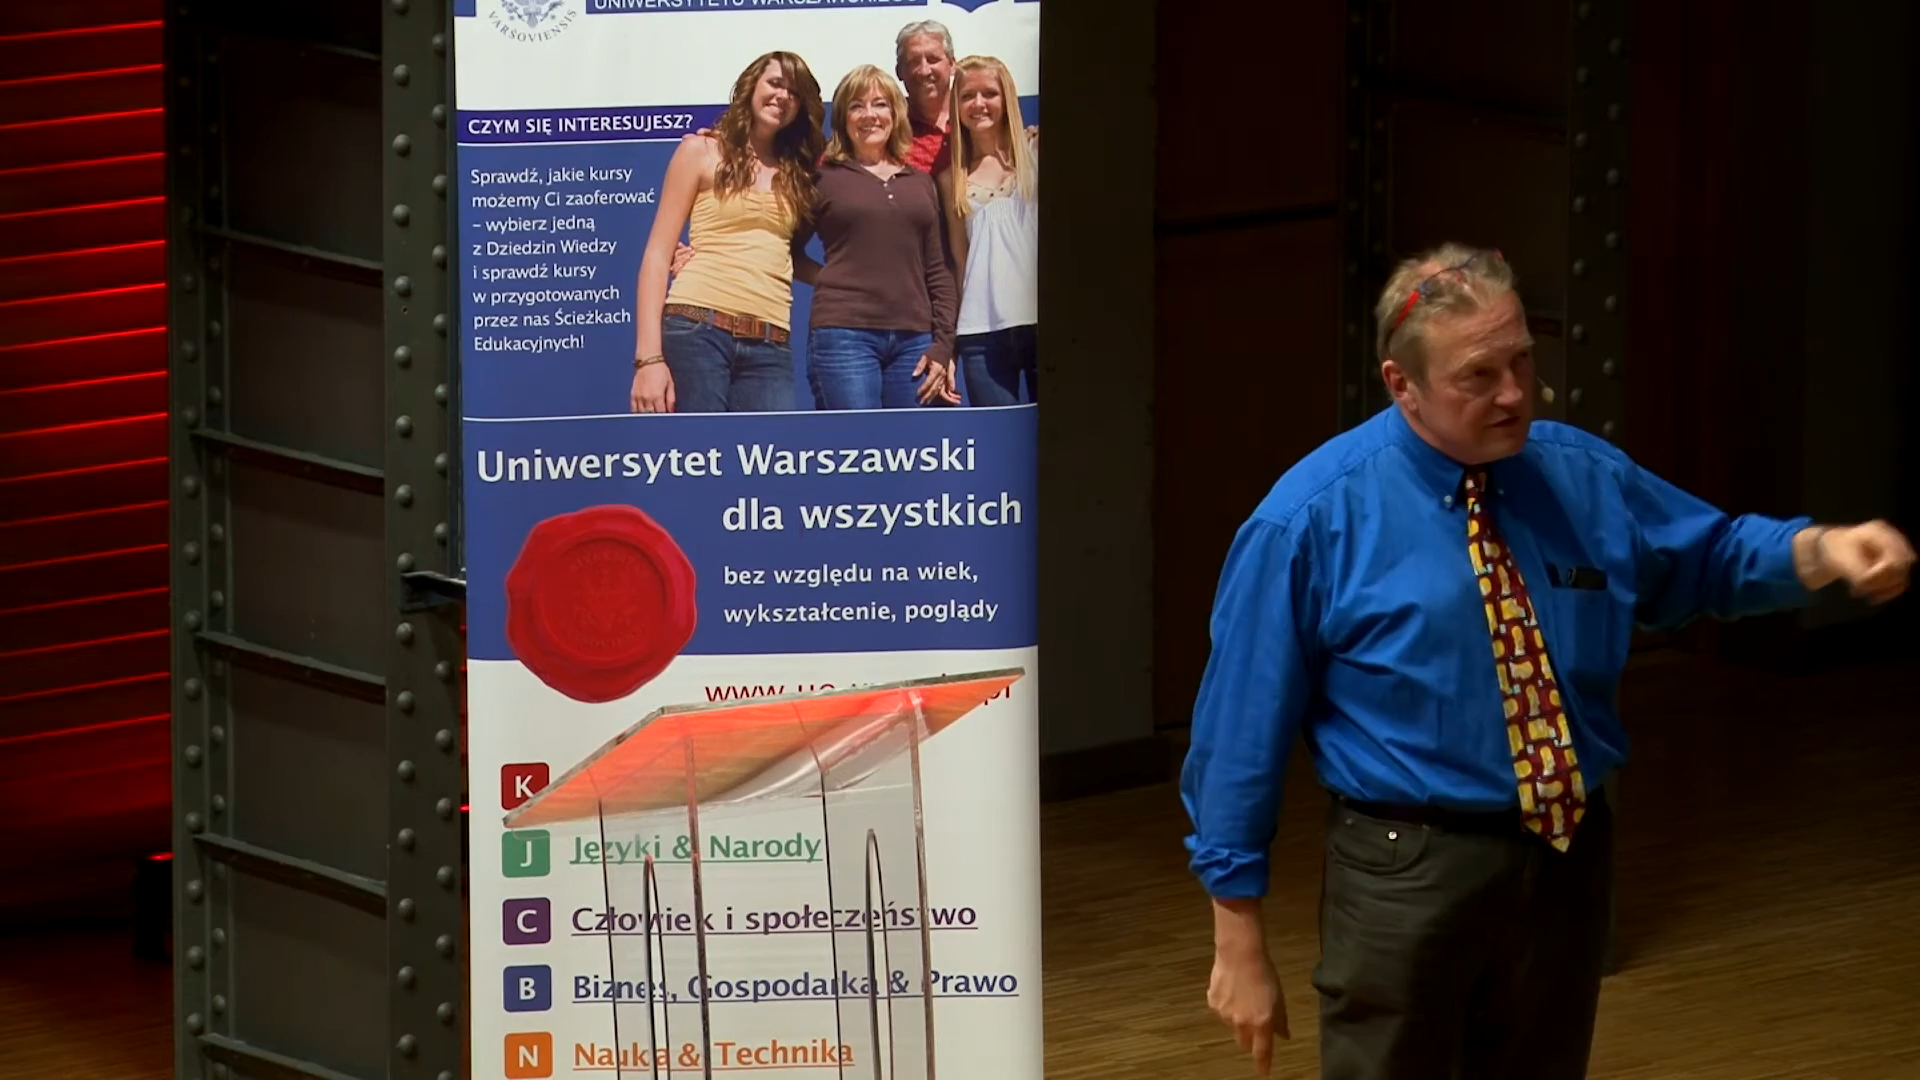 UNIWERSYTETU WARSZAWSKIEGO
VARSOVIENSIS
CZYM SIĘ INTERESUJESZ?
Sprawdź, jakie kursy
możemy Ci zaoferować
– wybierz jedną
z Dziedzin Wiedzy
i sprawdź kursy
w przygotowanych
przez nas Ścieżkach
Edukacyjnych!
Uniwersytet Warszawski
dla wszystkich
bez względu na wiek,
wykształcenie, poglądy
K
J Języki & Narody
C Człowiek i społeczeństwo
B Biznes, Gospodarka & Prawo
N Nauka & Technika